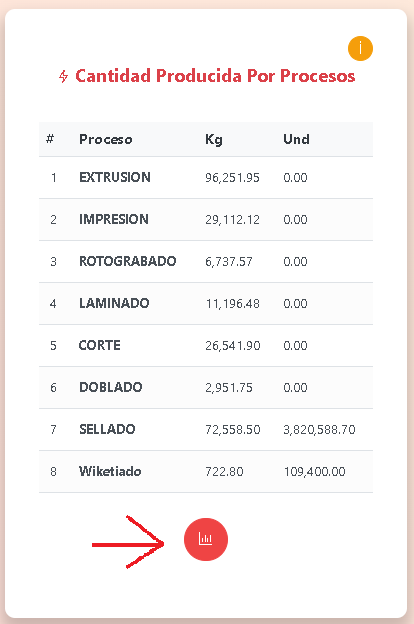 i
Cantidad Producida Por Procesos
# Proceso Kg Und
1 EXTRUSION 96,251.95 0.00
2 IMPRESION 29,112.12 0.00
3 ROTOGRABADO 6,737.57 0.00
4 LAMINADO 11,196.48 0.00
5 CORTE 26,541.90 0.00
6 DOBLADO 2,951.75 0.00
7 SELLADO 72,558.50 3,820,588.70
8 Wiketiado 722.80 109,400.00